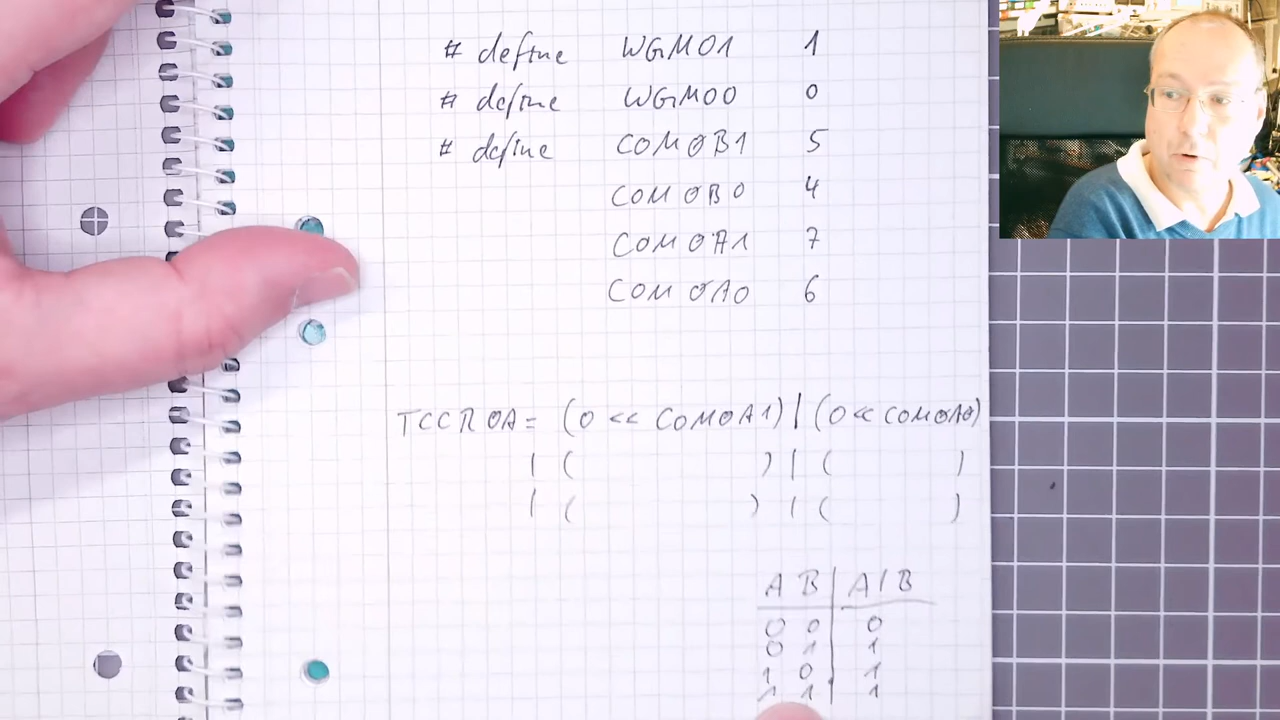 # define WGM01 1
# define WGM00 0
# define COM0B1 5
COM0B0 4
COM0A1 7
COM0A0 6
TCCR0A = (0 << COM0A1) | (0 << COM0A0)
| ( ) | ( )
| ( ) | ( )
A B | A|B
0 0 | 0
0 1 | 1
1 0 | 1
1 1 | 1